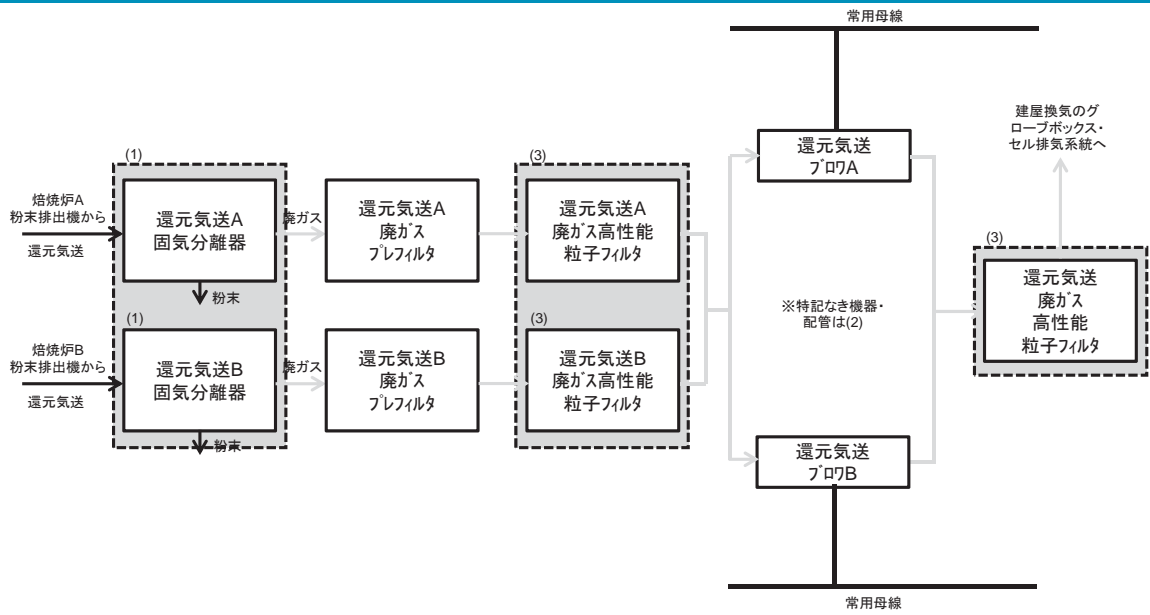 常用母線
建屋換気のグ
ローブボックス・
セル排気系統へ
(1)
焙焼炉A
粉末排出機から
還元気送
還元気送A
固気分離器
粉末
廃ガス
還元気送A
廃ガス
プレフィルタ
(3)
還元気送A
廃ガス高性能
粒子フィルタ
還元気送
ブロワA
(1)
焙焼炉B
粉末排出機から
還元気送
還元気送B
固気分離器
粉末
廃ガス
還元気送B
廃ガス
プレフィルタ
(3)
還元気送B
廃ガス高性能
粒子フィルタ
※特記なき機器・
配管は(2)
還元気送
ブロワB
(3)
還元気送
廃ガス
高性能
粒子フィルタ
常用母線